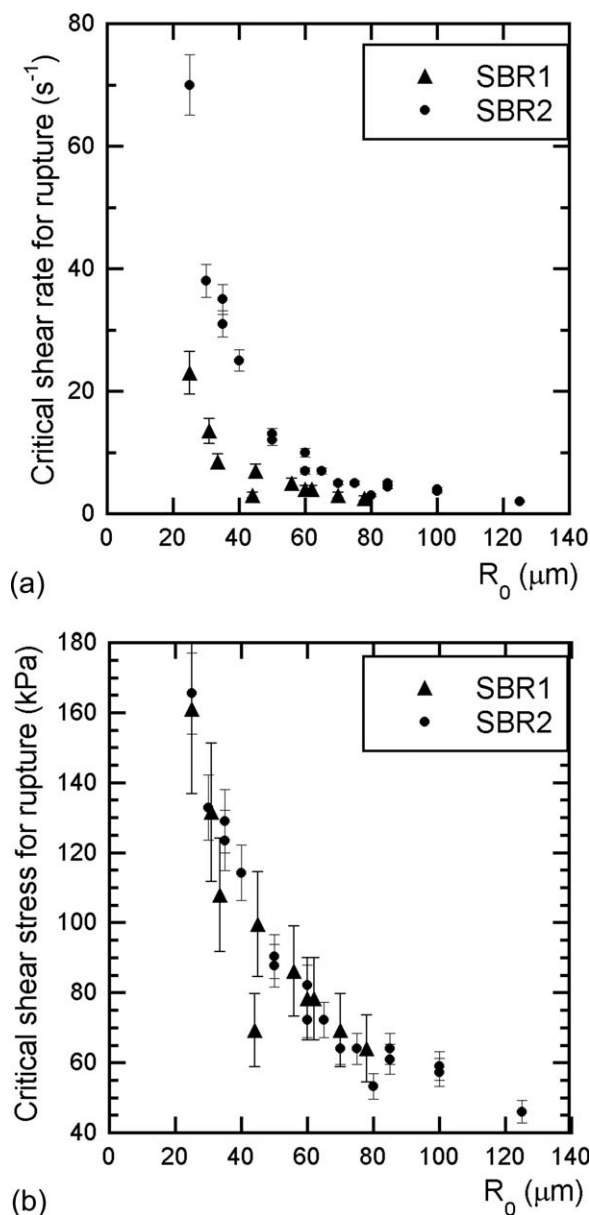 80
60
40
20
0
Critical shear rate for rupture (s⁻¹)
SBR1
SBR2
0 20 40 60 80 100 120 140
R₀ (μm)
(a)
180
160
140
120
100
80
60
40
Critical shear stress for rupture (kPa)
SBR1
SBR2
0 20 40 60 80 100 120 140
R₀ (μm)
(b)